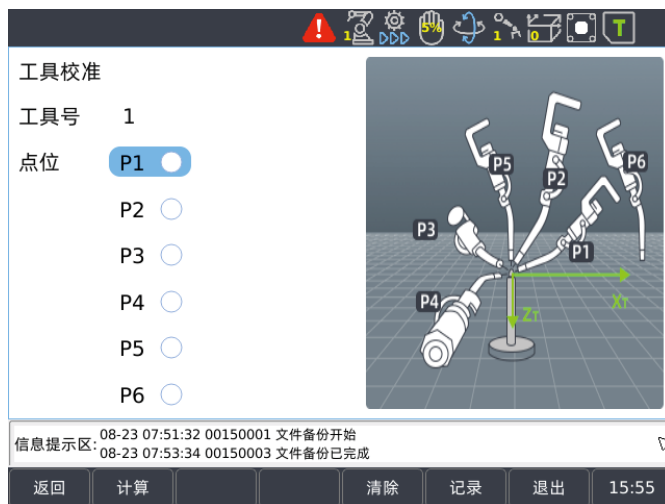 1
5%
1
0
T
工具校准
工具号 1
点位 P1
P2
P3
P4
P5
P6
P5
P2
P6
P3
P1
P4
XT
ZT
信息提示区: 08-23 07:51:32 00150001 文件备份开始
08-23 07:53:34 00150003 文件备份已完成
返回 计算 清除 记录 退出 15:55